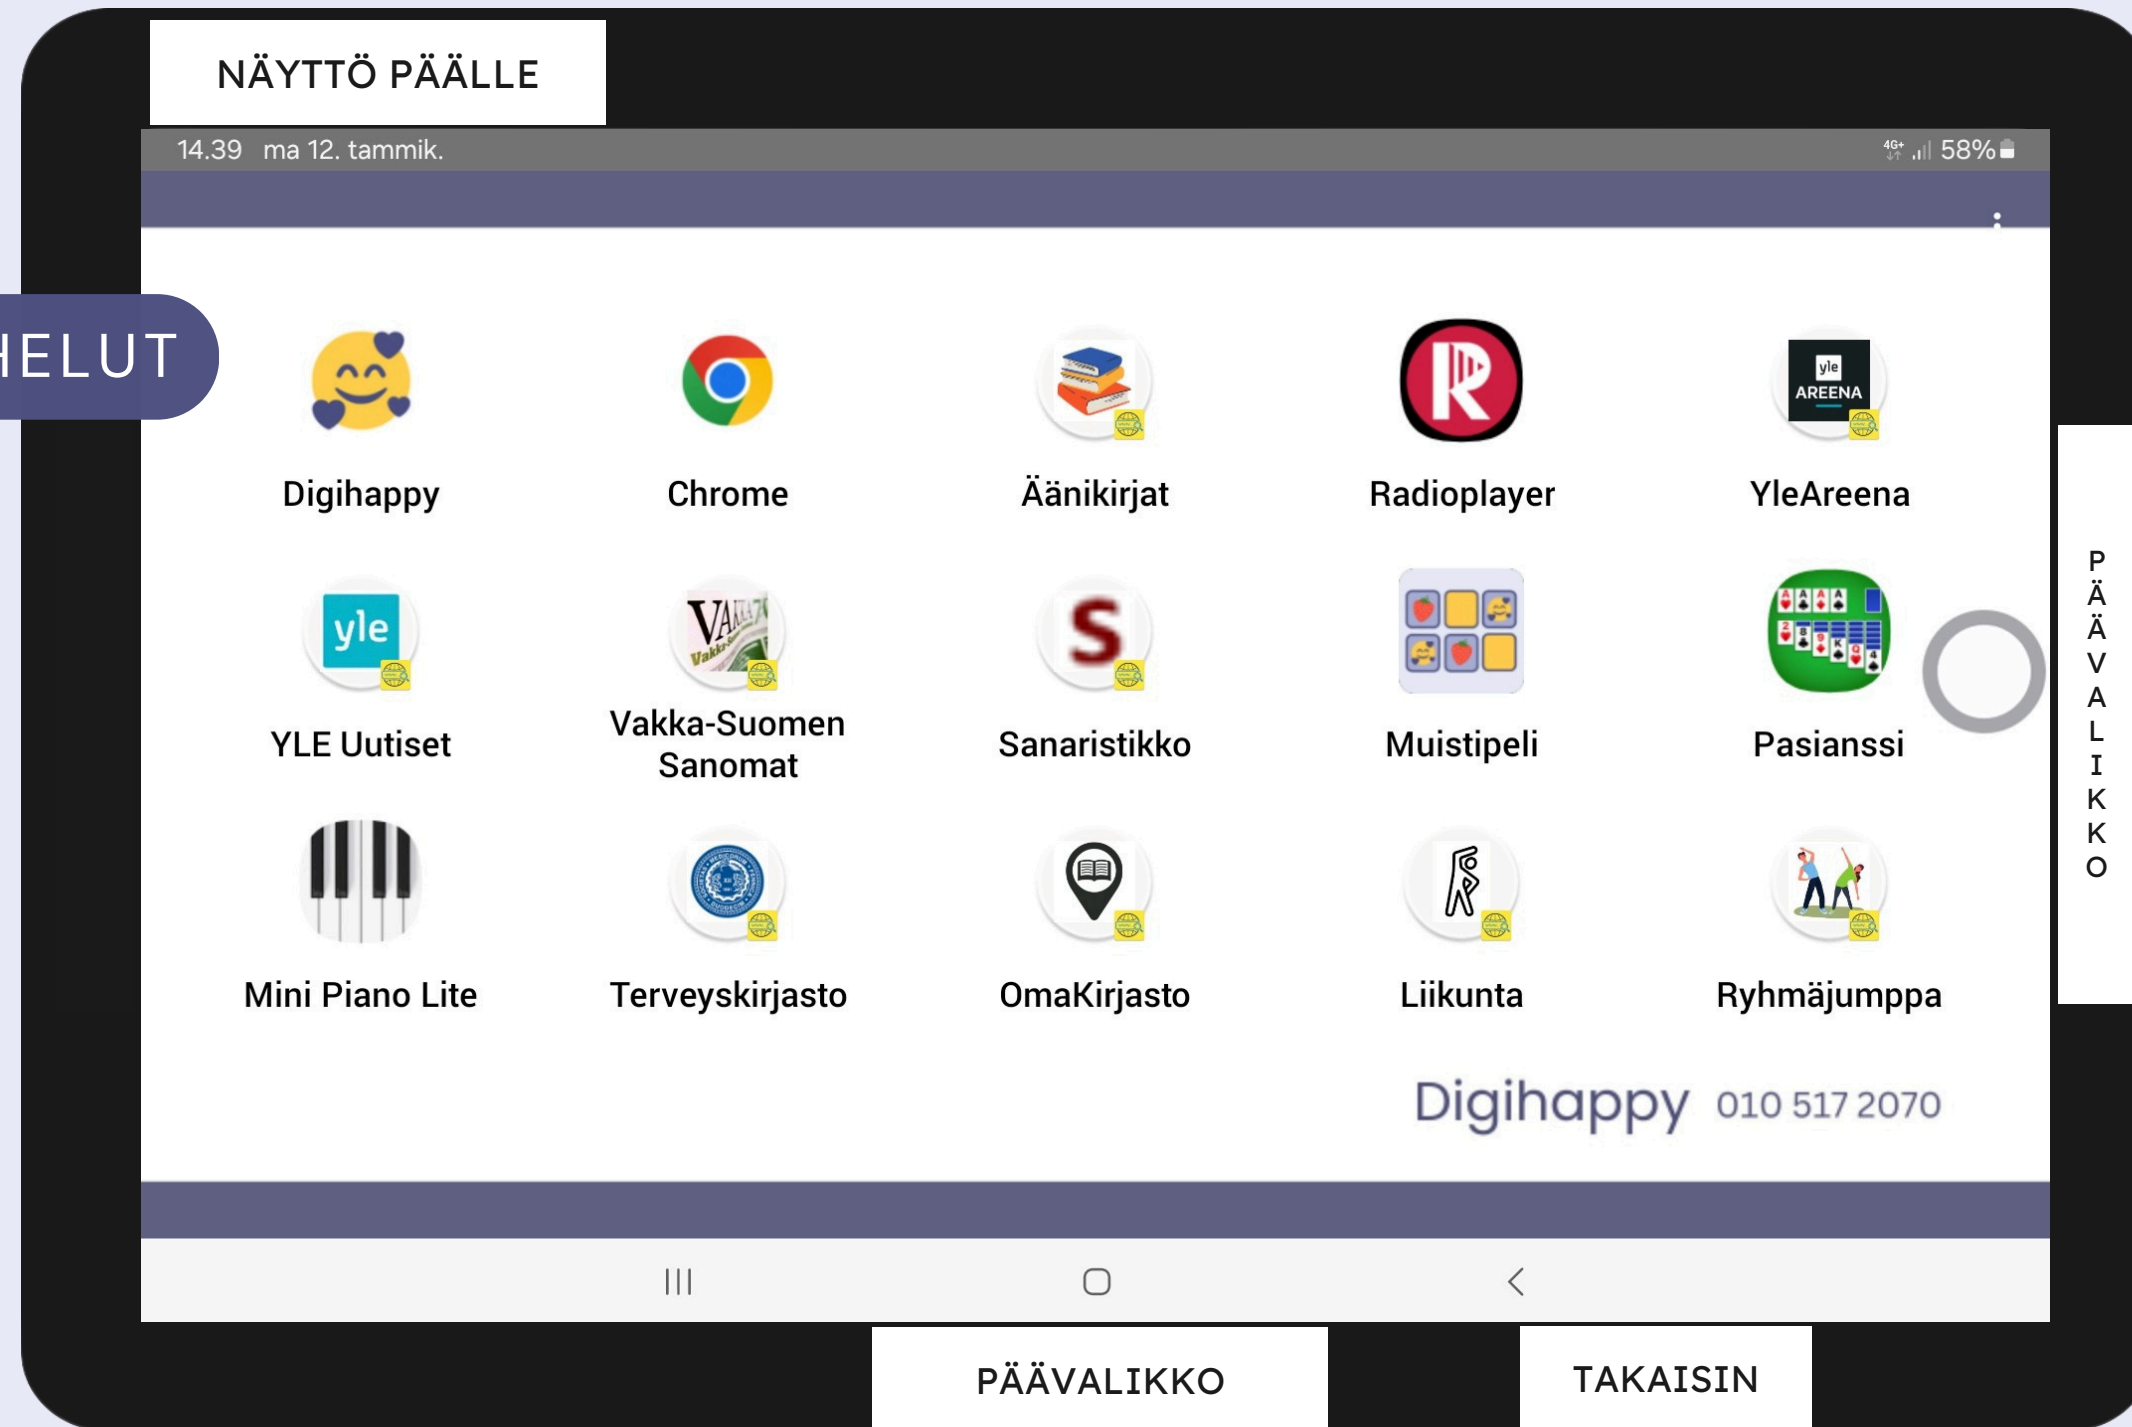 NÄYTTÖ PÄÄLLE
14.39 ma 12. tammik.
4G+ 58%
HELUT
yle
AREENA
Digihappy
Chrome
Äänikirjat
Radioplayer
YleAreena
yle
VAKKA
S
YLE Uutiset
Vakka-Suomen
Sanomat
Sanaristikko
Muistipeli
Pasianssi
Mini Piano Lite
Terveyskirjasto
OmaKirjasto
Liikunta
Ryhmäjumppa
Digihappy 010 517 2070
PÄÄVALIKKO
PÄÄVALIKKO
TAKAISIN